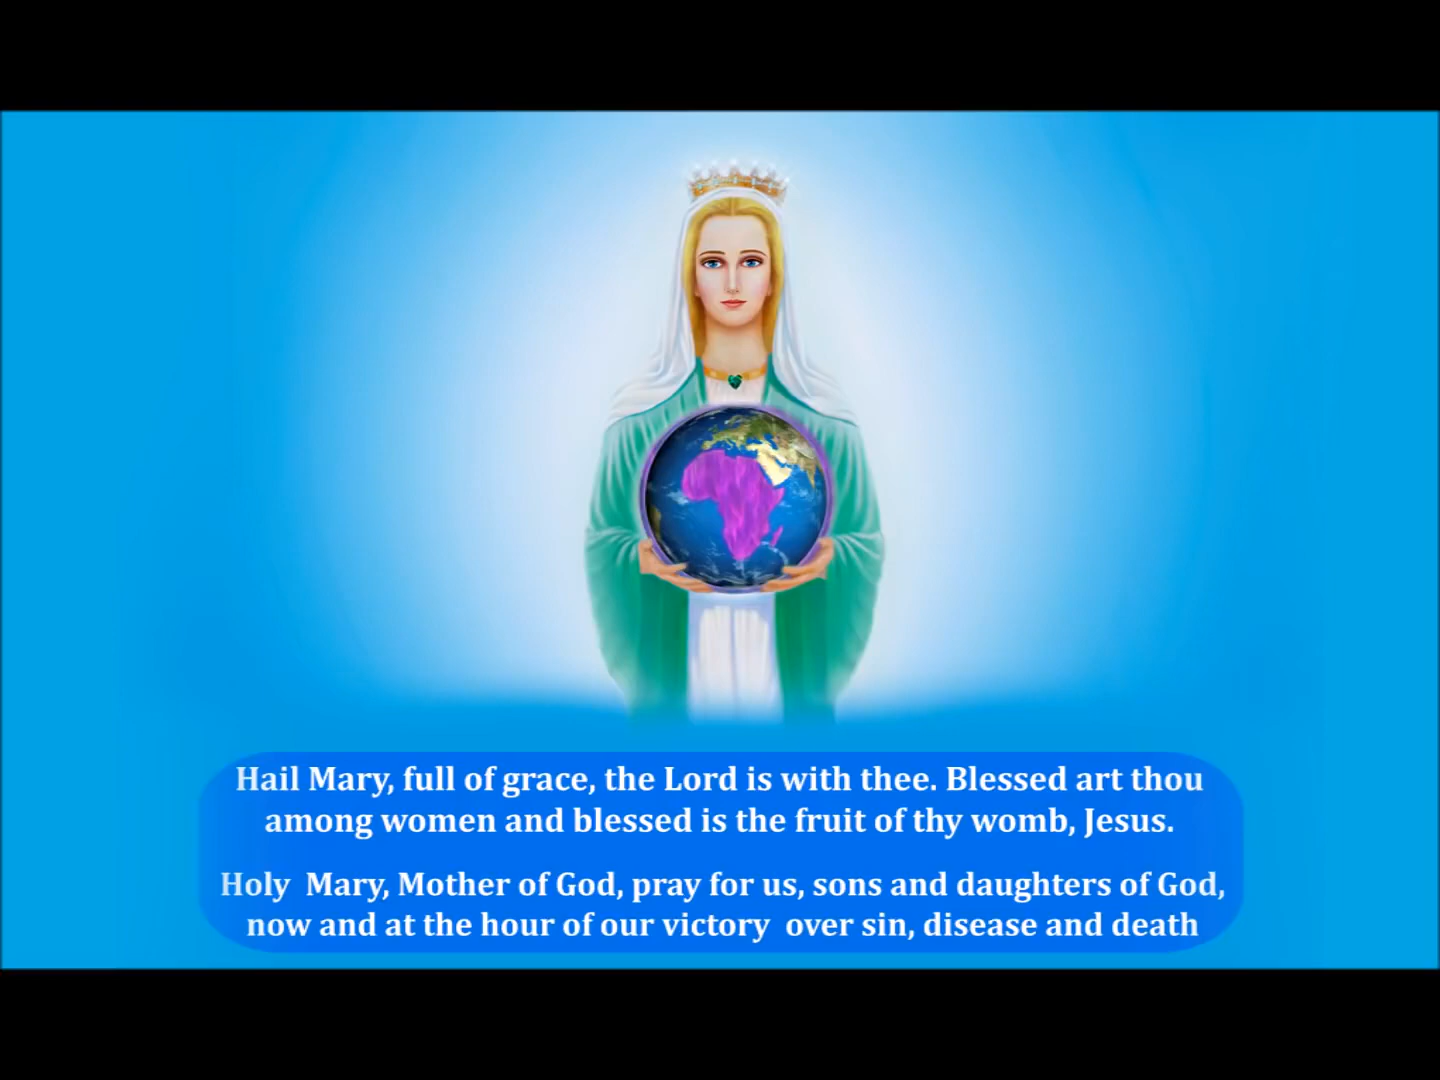 Hail Mary, full of grace, the Lord is with thee. Blessed art thou
among women and blessed is the fruit of thy womb, Jesus.
Holy Mary, Mother of God, pray for us, sons and daughters of God,
now and at the hour of our victory over sin, disease and death